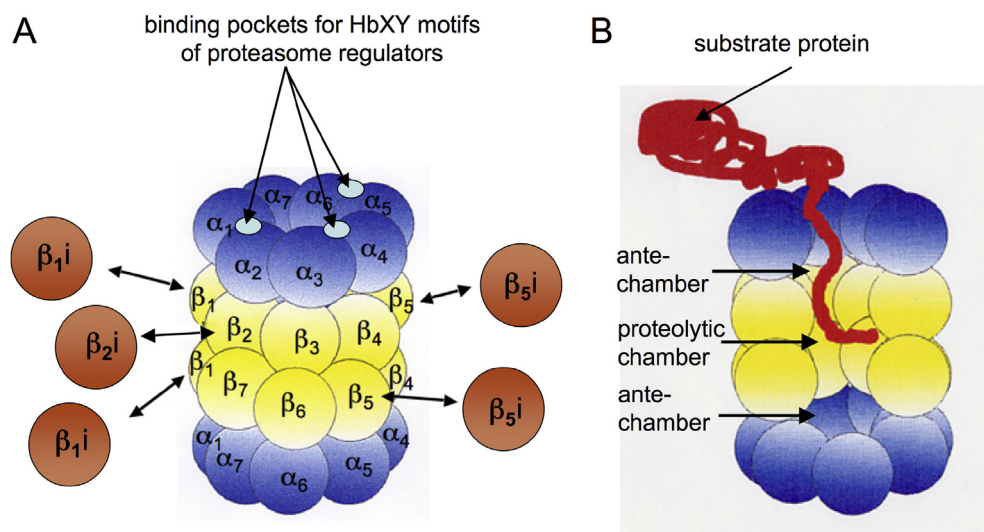 A
binding pockets for HbXY motifs
of proteasome regulators
α7
α6
α5
α1
α4
α2
α3
β1i
β5i
β1
β5
β2
β4
β3
β2i
β1
β4
β7
β5
β6
β1i
β5i
α1
α4
α7
α5
α6
B
substrate protein
ante-
chamber
proteolytic
chamber
ante-
chamber